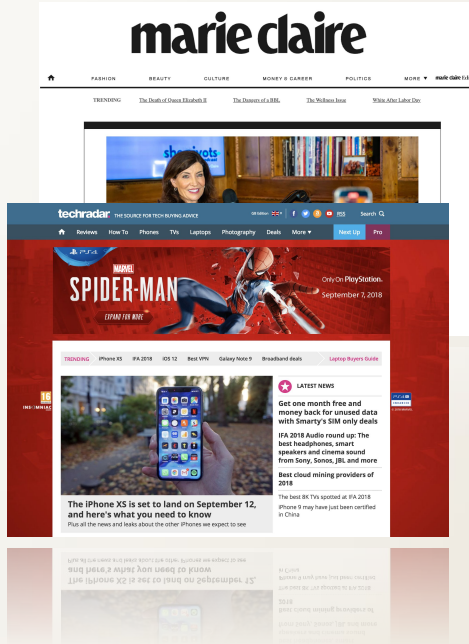 marie claire
FASHION BEAUTY CULTURE MONEY & CAREER POLITICS MORE ▼ marie claire
TRENDING The Death of Queen Elizabeth II The Dangers of a BBL The Wellness Issue White After Labor Day
techradar THE SOURCE FOR TECH BUYING ADVICE RSS Search
Reviews How To Phones TVs Laptops Photography Deals More ▼ Next Up Pro
PS4
MARVEL
SPIDER-MAN
EXPAND FOR MORE
Only On PlayStation.
September 7, 2018
TRENDING iPhone XS IFA 2018 iOS 12 Best VPN Galaxy Note 9 Broadband deals Laptop Buyers Guide
16
INSOMNIAC
PS4
LATEST NEWS
Get one month free and
money back for unused data
with Smarty's SIM only deals
IFA 2018 Audio round up: The
best headphones, smart
speakers and cinema sound
from Sony, Sonos, JBL and more
Best cloud mining providers of
2018
The best 8K TVs spotted at IFA 2018
iPhone 9 may have just been certified
in China
The iPhone XS is set to land on September 12,
and here's what you need to know
Plus all the news and leaks about the other iPhones we expect to see